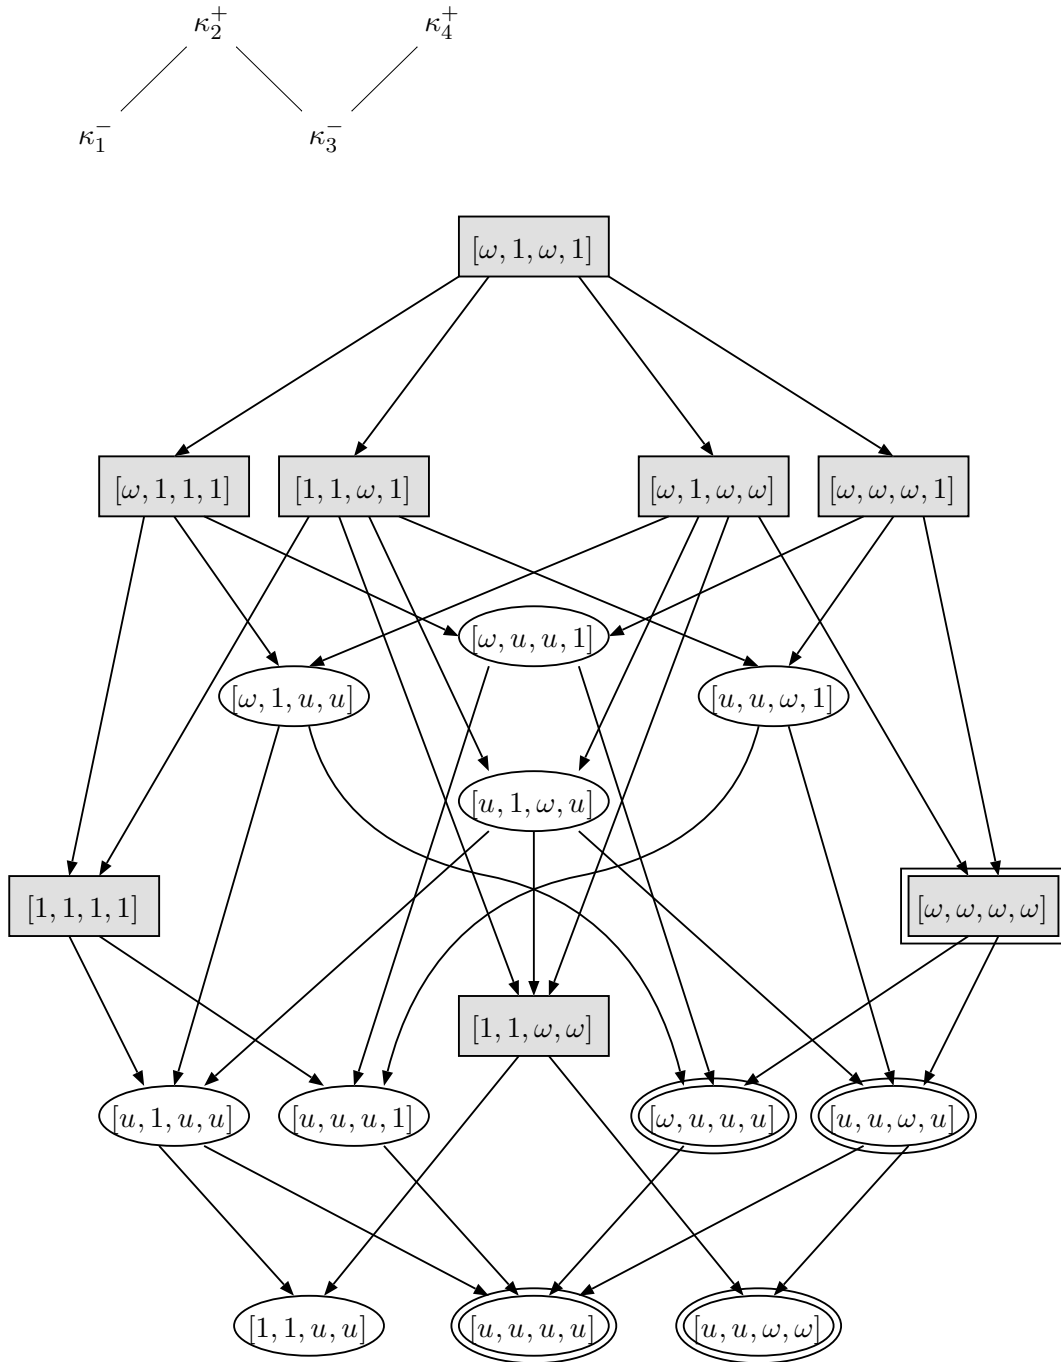 κ₂⁺ κ₄⁺
κ₁⁻ κ₃⁻
[ω, 1, ω, 1]
[ω, 1, 1, 1] [1, 1, ω, 1] [ω, 1, ω, ω] [ω, ω, ω, 1]
[ω, u, u, 1]
[ω, 1, u, u] [u, u, ω, 1]
[u, 1, ω, u]
[1, 1, 1, 1] [ω, ω, ω, ω]
[1, 1, ω, ω]
[u, 1, u, u] [u, u, u, 1] [ω, u, u, u] [u, u, ω, u]
[1, 1, u, u] [u, u, u, u] [u, u, ω, ω]